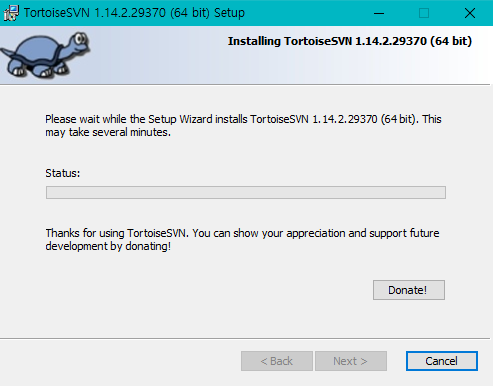 TortoiseSVN 1.14.2.29370 (64 bit) Setup
Installing TortoiseSVN 1.14.2.29370 (64 bit)
Please wait while the Setup Wizard installs TortoiseSVN 1.14.2.29370 (64 bit). This
may take several minutes.
Status:
Thanks for using TortoiseSVN. You can show your appreciation and support future
development by donating!
Donate!
< Back
Next >
Cancel